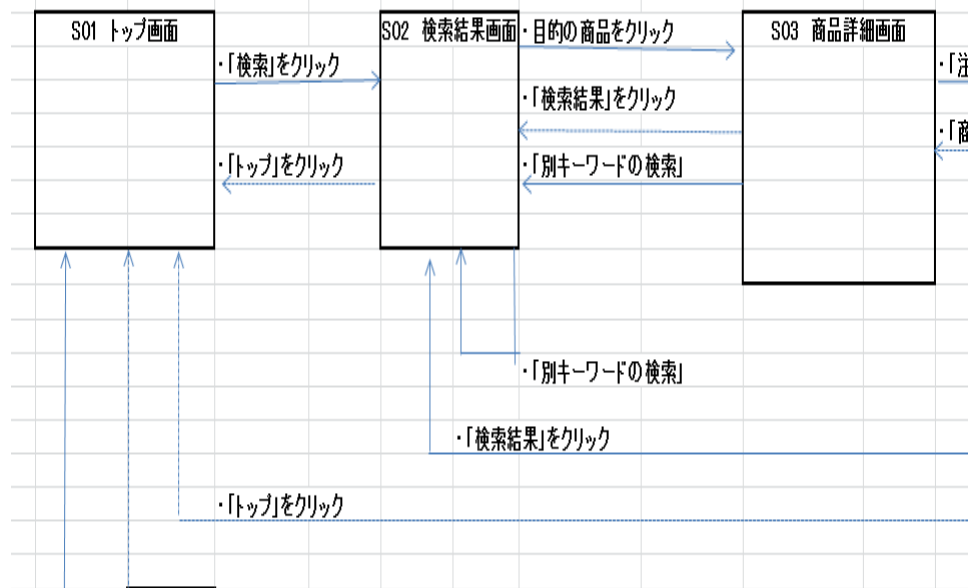 S01 トップ画面
S02 検索結果画面
・目的の商品をクリック
S03 商品詳細画面
・「検索」をクリック
・「注
・「検索結果」をクリック
・「商
・「トップ」をクリック
・「別キーワードの検索」
・「別キーワードの検索」
・「検索結果」をクリック
・「トップ」をクリック